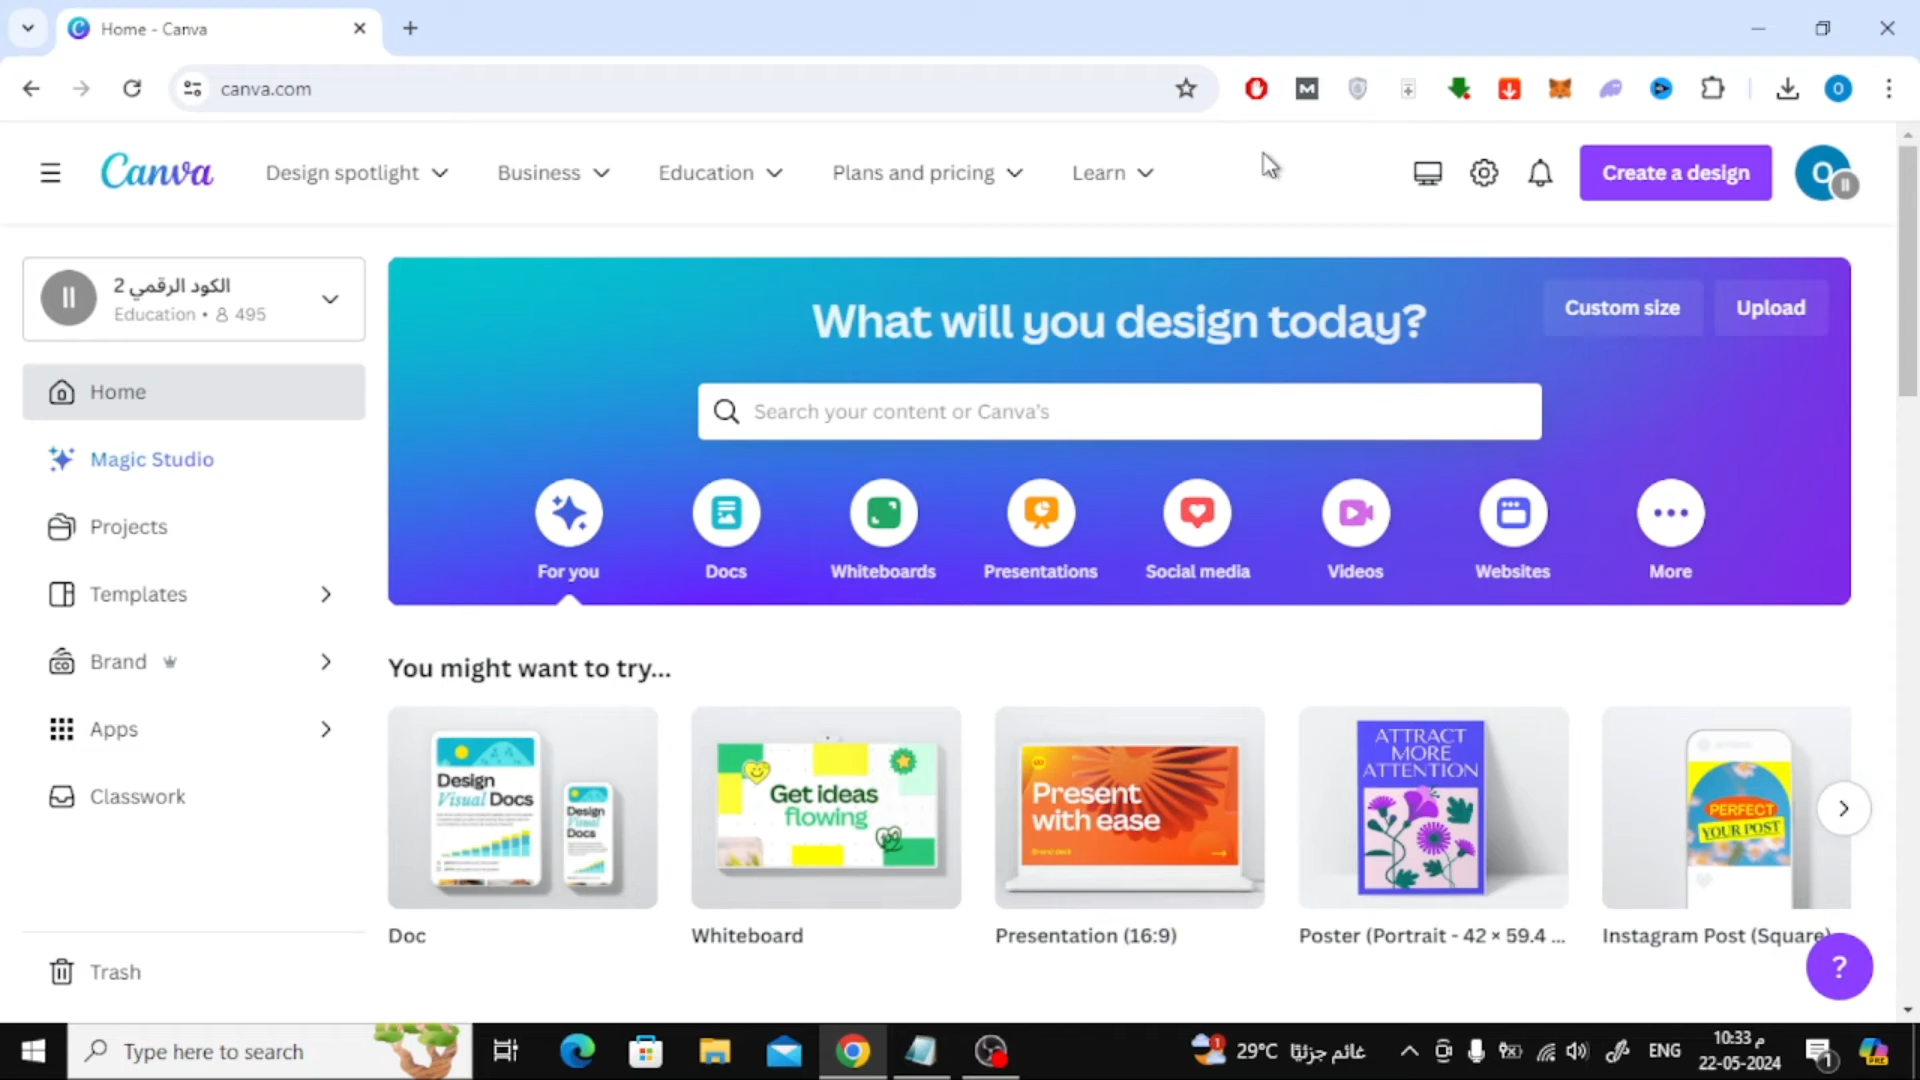 Home - Canva
canva.com
Canva
Design spotlight
Business
Education
Plans and pricing
Learn
Create a design
O
الكود الرقمي 2
Education • 495
Home
Magic Studio
Projects
Templates
Brand
Apps
Classwork
Trash
What will you design today?
Custom size
Upload
Search your content or Canva's
For you
Docs
Whiteboards
Presentations
Social media
Videos
Websites
More
You might want to try...
Design
Visual Docs
Design
Visual
Docs
Doc
Get ideas
flowing
Whiteboard
Present
with ease
Presentation (16:9)
ATTRACT
MORE
ATTENTION
Poster (Portrait - 42 × 59.4 ...
PERFECT
YOUR POST
Instagram Post (Square)
?
Type here to search
29°C غائم جزئيًا
ENG
10:33 م
22-05-2024
1